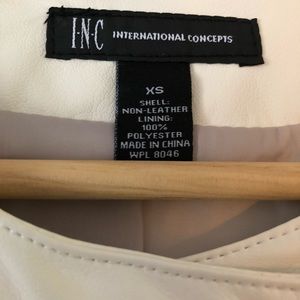 I·N·C INTERNATIONAL CONCEPTS
XS
SHELL:
NON-LEATHER
LINING:
100%
POLYESTER
MADE IN CHINA
WPL 8046